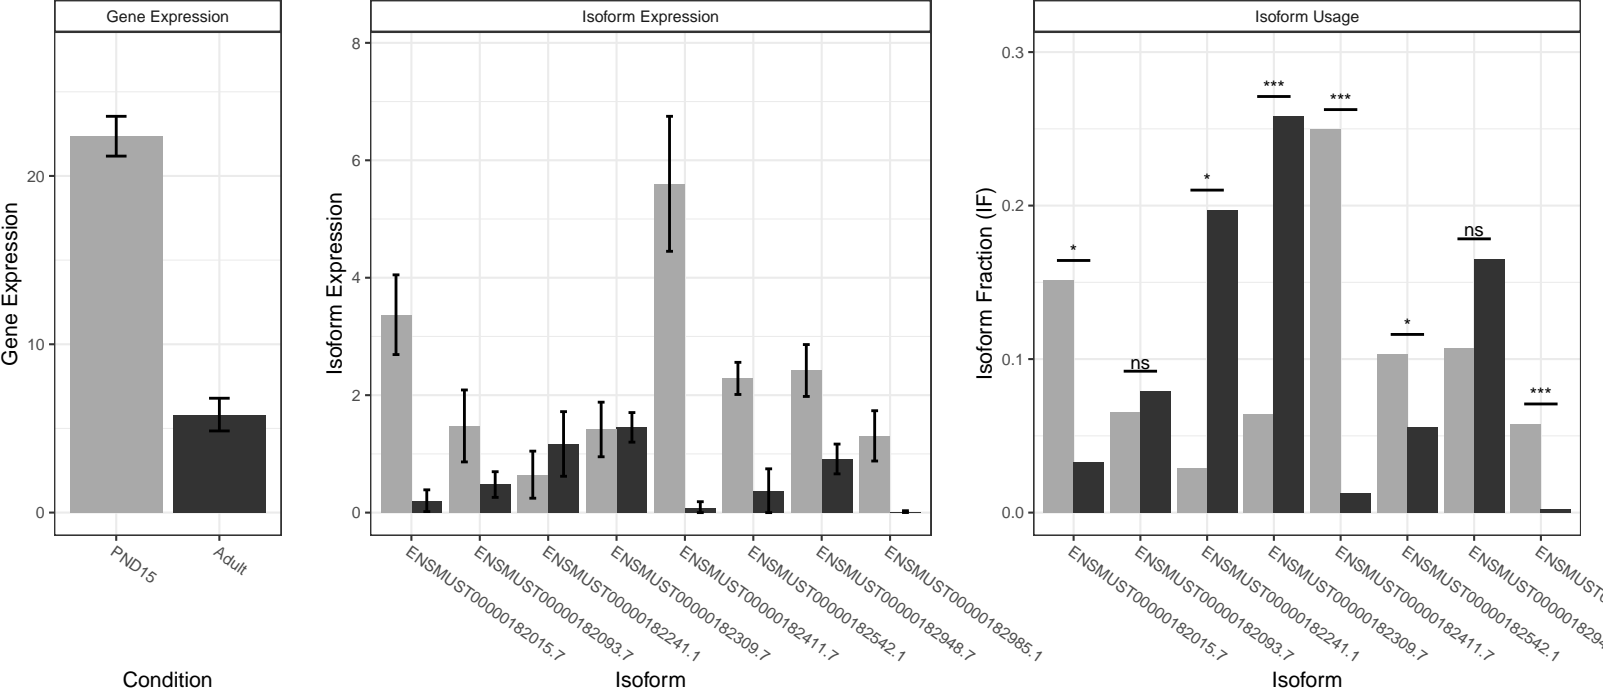 Gene Expression
Isoform Expression
Isoform Usage
Gene Expression
20
10
0
PND15
Adult
Condition
Isoform Expression
8
6
4
2
0
ENSMUST00000182015.7
ENSMUST00000182093.7
ENSMUST00000182241.1
ENSMUST00000182309.7
ENSMUST00000182411.7
ENSMUST00000182542.1
ENSMUST00000182948.7
ENSMUST00000182985.1
Isoform
Isoform Fraction (IF)
0.3
0.2
0.1
0.0
*
ns
*
***
***
*
ns
***
ENSMUST00000182015.7
ENSMUST00000182093.7
ENSMUST00000182241.1
ENSMUST00000182309.7
ENSMUST00000182411.7
ENSMUST00000182542.1
Isoform